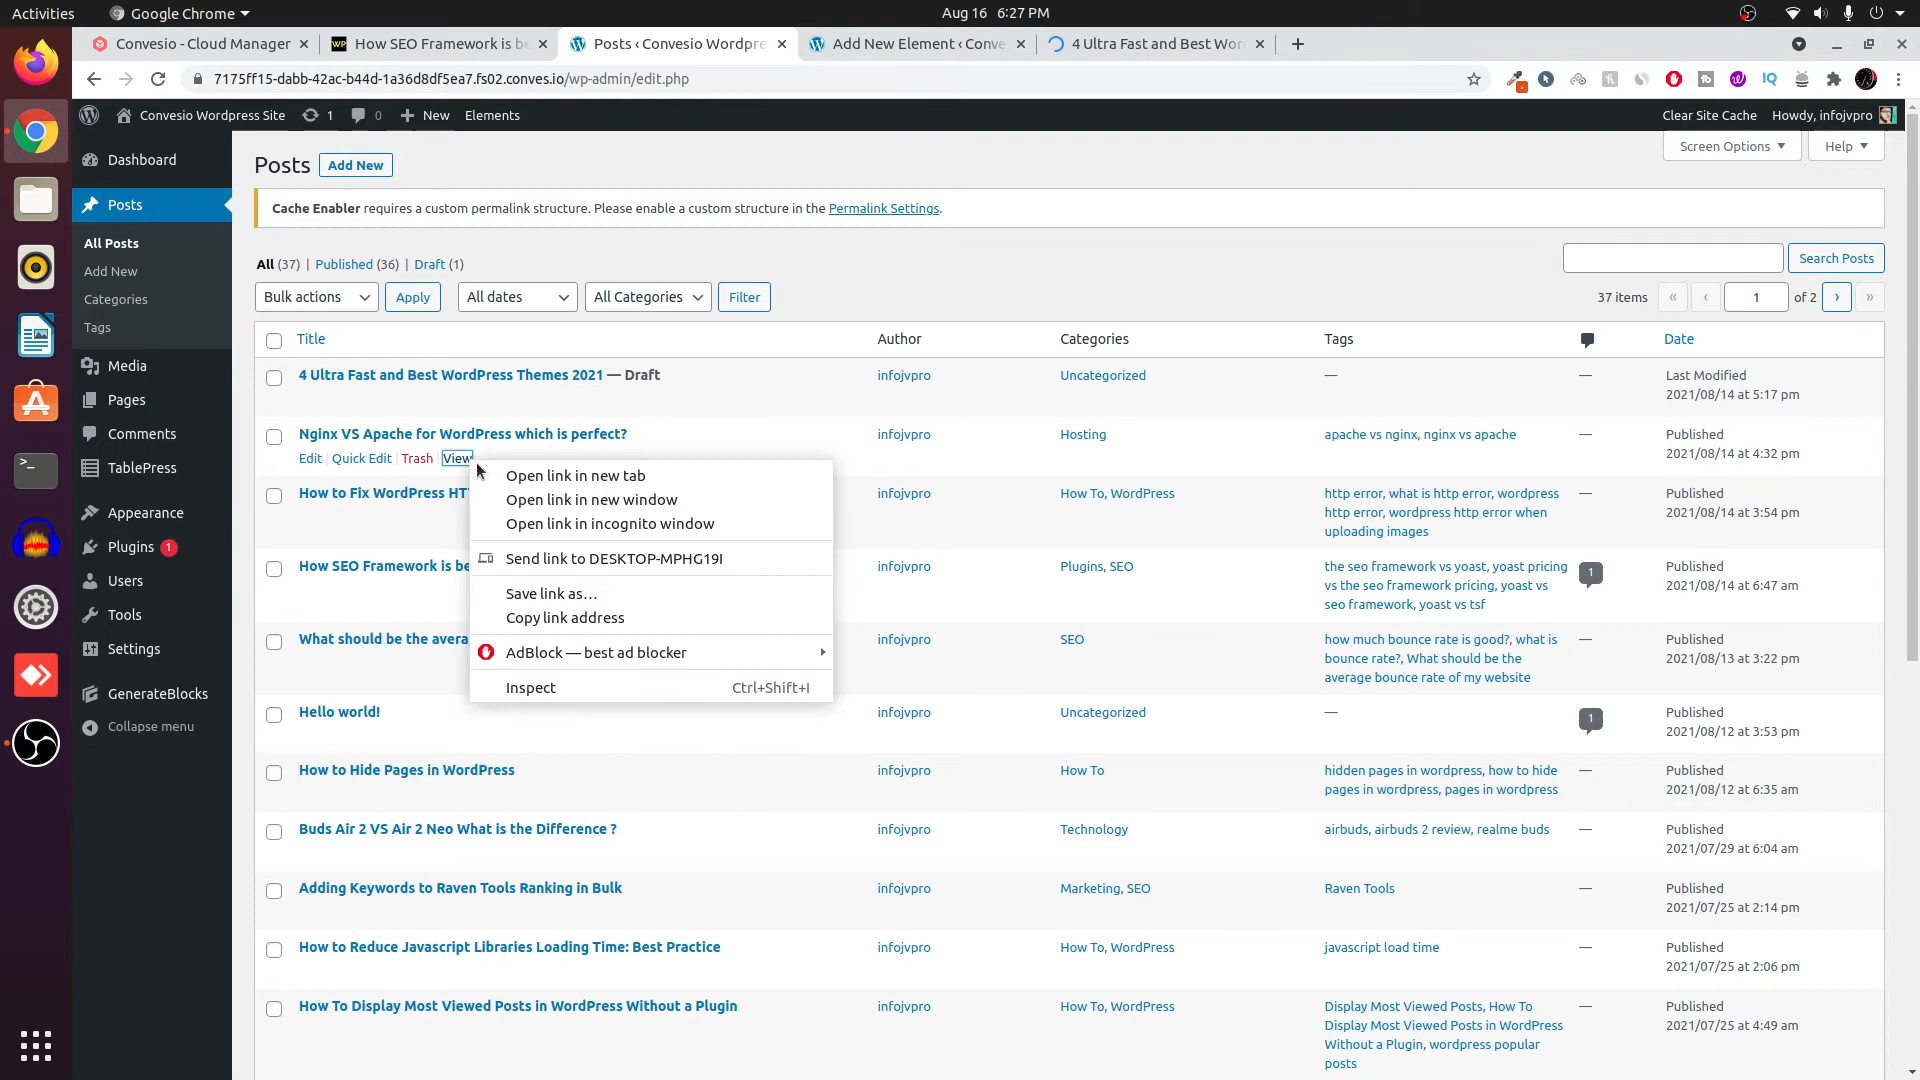 Activities
Google Chrome
Aug 16 6:27 PM
Convesio - Cloud Manager
How SEO Framework is be
Posts ‹ Convesio Wordpre
Add New Element ‹ Conve
4 Ultra Fast and Best Wor
7175ff15-dabb-42ac-b44d-1a36d8df5ea7.fs02.conves.io/wp-admin/edit.php
Convesio Wordpress Site
1
0
New
Elements
Clear Site Cache
Howdy, infojvpro
Dashboard
Posts
All Posts
Add New
Categories
Tags
Media
Pages
Comments
TablePress
Appearance
Plugins 1
Users
Tools
Settings
GenerateBlocks
Collapse menu
Posts
Add New
Screen Options
Help
Cache Enabler requires a custom permalink structure. Please enable a custom structure in the Permalink Settings.
All (37) | Published (36) | Draft (1)
Search Posts
Bulk actions
Apply
All dates
All Categories
Filter
37 items
«
‹
1
of 2
›
»
Title
Author
Categories
Tags
Date
4 Ultra Fast and Best WordPress Themes 2021 — Draft
infojvpro
Uncategorized
—
—
Last Modified
2021/08/14 at 5:17 pm
Nginx VS Apache for WordPress which is perfect?
Edit | Quick Edit | Trash | View
infojvpro
Hosting
apache vs nginx, nginx vs apache
—
Published
2021/08/14 at 4:32 pm
How to Fix WordPress HT
infojvpro
How To, WordPress
http error, what is http error, wordpress
http error, wordpress http error when
uploading images
—
Published
2021/08/14 at 3:54 pm
How SEO Framework is be
infojvpro
Plugins, SEO
the seo framework vs yoast, yoast pricing
vs the seo framework pricing, yoast vs
seo framework, yoast vs tsf
1
Published
2021/08/14 at 6:47 am
What should be the avera
infojvpro
SEO
how much bounce rate is good?, what is
bounce rate?, What should be the
average bounce rate of my website
—
Published
2021/08/13 at 3:22 pm
Hello world!
infojvpro
Uncategorized
—
1
Published
2021/08/12 at 3:53 pm
How to Hide Pages in WordPress
infojvpro
How To
hidden pages in wordpress, how to hide
pages in wordpress, pages in wordpress
—
Published
2021/08/12 at 6:35 am
Buds Air 2 VS Air 2 Neo What is the Difference ?
infojvpro
Technology
airbuds, airbuds 2 review, realme buds
—
Published
2021/07/29 at 6:04 am
Adding Keywords to Raven Tools Ranking in Bulk
infojvpro
Marketing, SEO
Raven Tools
—
Published
2021/07/25 at 2:14 pm
How to Reduce Javascript Libraries Loading Time: Best Practice
infojvpro
How To, WordPress
javascript load time
—
Published
2021/07/25 at 2:06 pm
How To Display Most Viewed Posts in WordPress Without a Plugin
infojvpro
How To, WordPress
Display Most Viewed Posts, How To
Display Most Viewed Posts in WordPress
Without a Plugin, wordpress popular
posts
—
Published
2021/07/25 at 4:49 am
Open link in new tab
Open link in new window
Open link in incognito window
Send link to DESKTOP-MPHG19I
Save link as...
Copy link address
AdBlock — best ad blocker
Inspect
Ctrl+Shift+I